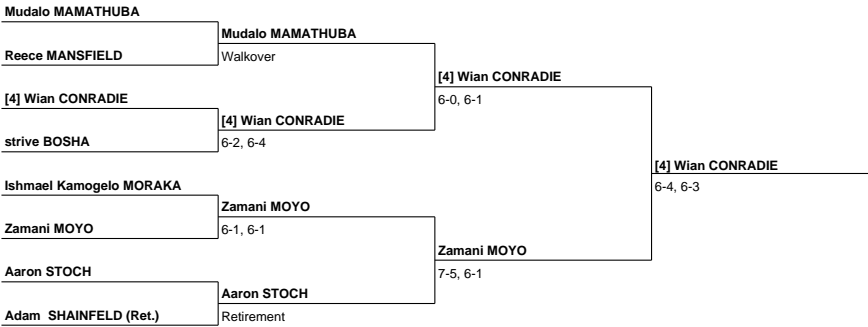 Mudalo MAMATHUBA
Mudalo MAMATHUBA
Reece MANSFIELD
Walkover
[4] Wian CONRADIE
[4] Wian CONRADIE
6-0, 6-1
[4] Wian CONRADIE
strive BOSHA
6-2, 6-4
[4] Wian CONRADIE
6-4, 6-3
Ishmael Kamogelo MORAKA
Zamani MOYO
Zamani MOYO
6-1, 6-1
Zamani MOYO
7-5, 6-1
Aaron STOCH
Aaron STOCH
Adam  SHAINFELD (Ret.)
Retirement